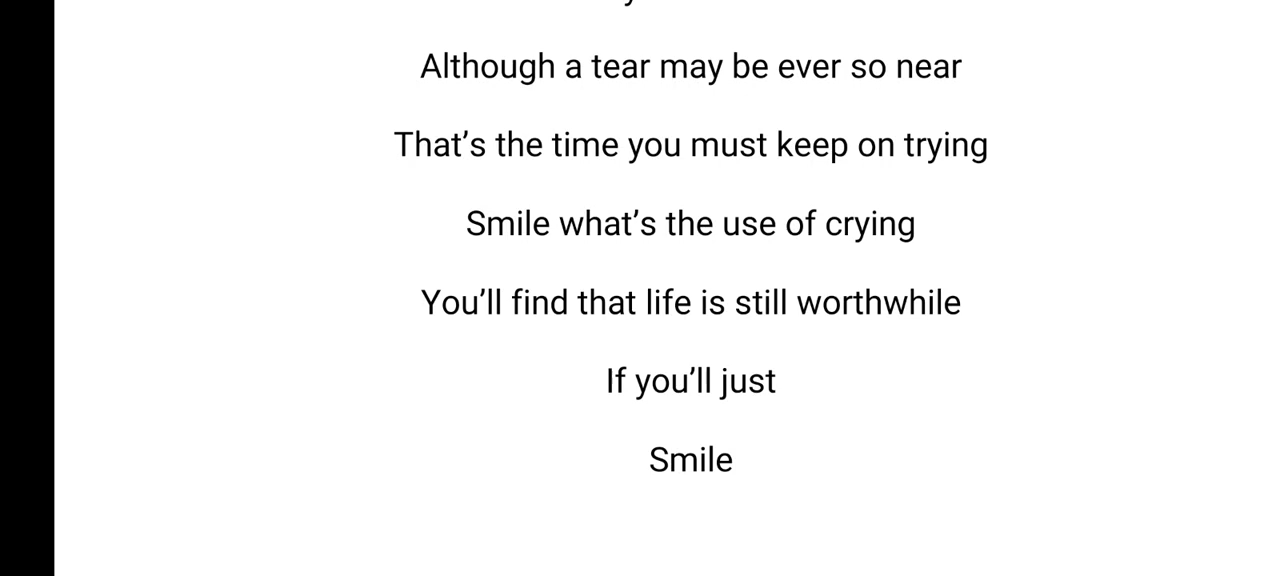 Although a tear may be ever so near
That’s the time you must keep on trying
Smile what’s the use of crying
You’ll find that life is still worthwhile
If you’ll just
Smile